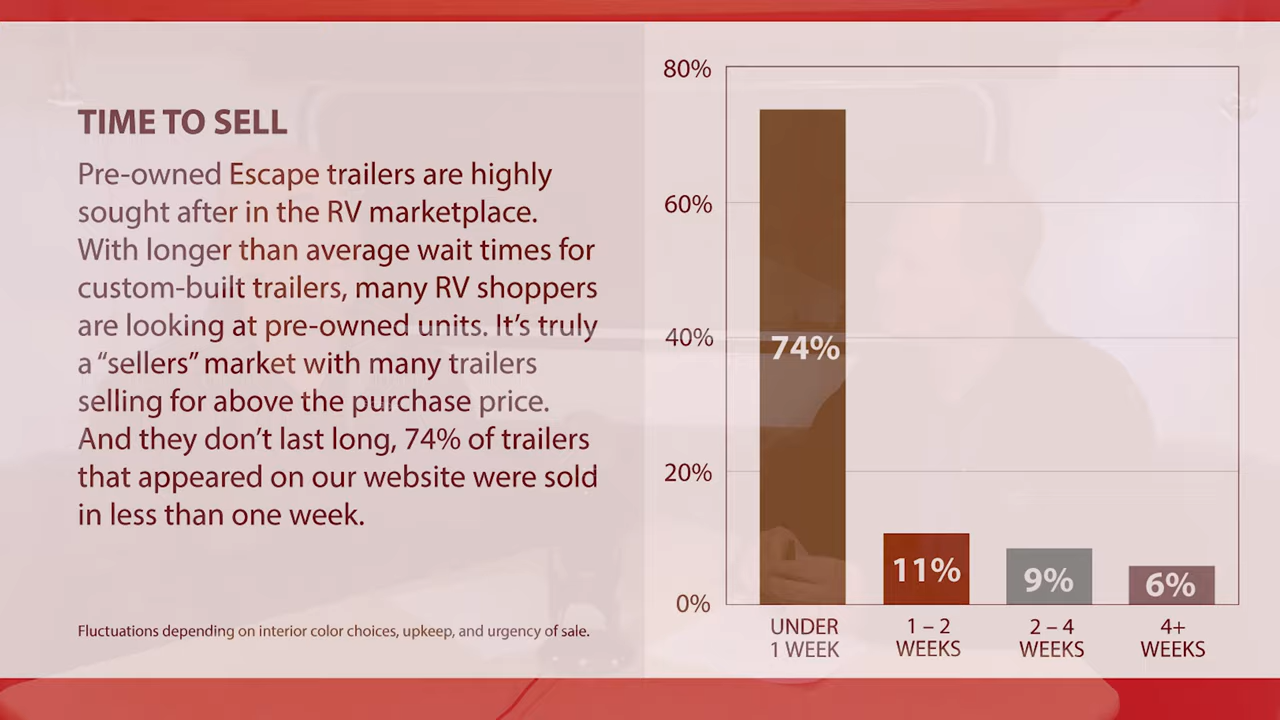 TIME TO SELL
Pre-owned Escape trailers are highly
sought after in the RV marketplace.
With longer than average wait times for
custom-built trailers, many RV shoppers
are looking at pre-owned units. It’s truly
a “sellers” market with many trailers
selling for above the purchase price.
And they don’t last long, 74% of trailers
that appeared on our website were sold
in less than one week.
Fluctuations depending on interior color choices, upkeep, and urgency of sale.
80%
60%
40%
20%
0%
74%
11%
9%
6%
UNDER
1 WEEK
1 – 2
WEEKS
2 – 4
WEEKS
4+
WEEKS